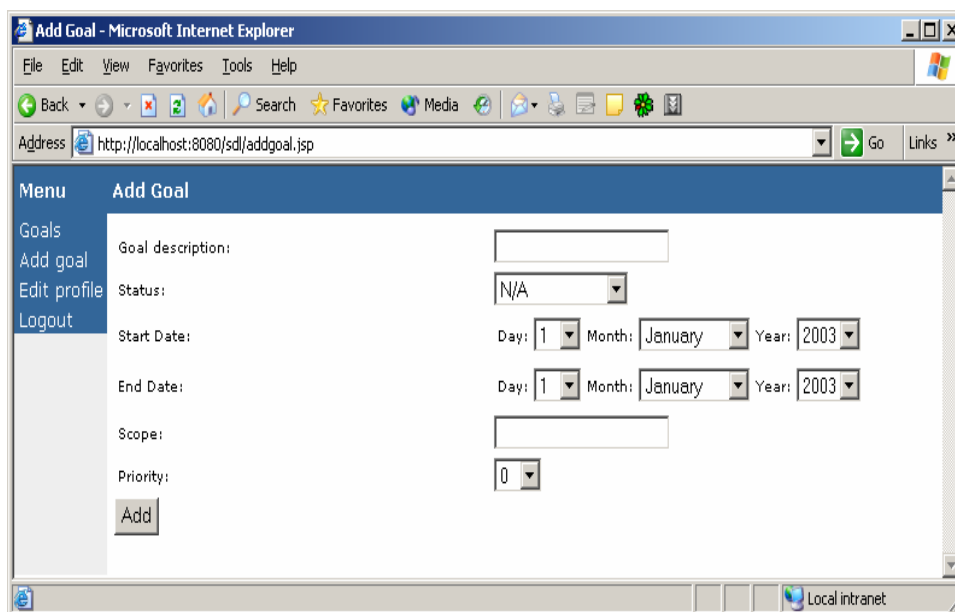 Add Goal - Microsoft Internet Explorer
File Edit View Favorites Tools Help
Back Search Favorites Media
Address http://localhost:8080/sdl/addgoal.jsp Go Links »
Menu Add Goal
Goals
Add goal
Edit profile
Logout
Goal description:
Status: N/A
Start Date: Day: 1 Month: January Year: 2003
End Date: Day: 1 Month: January Year: 2003
Scope:
Priority: 0
Add
Local intranet